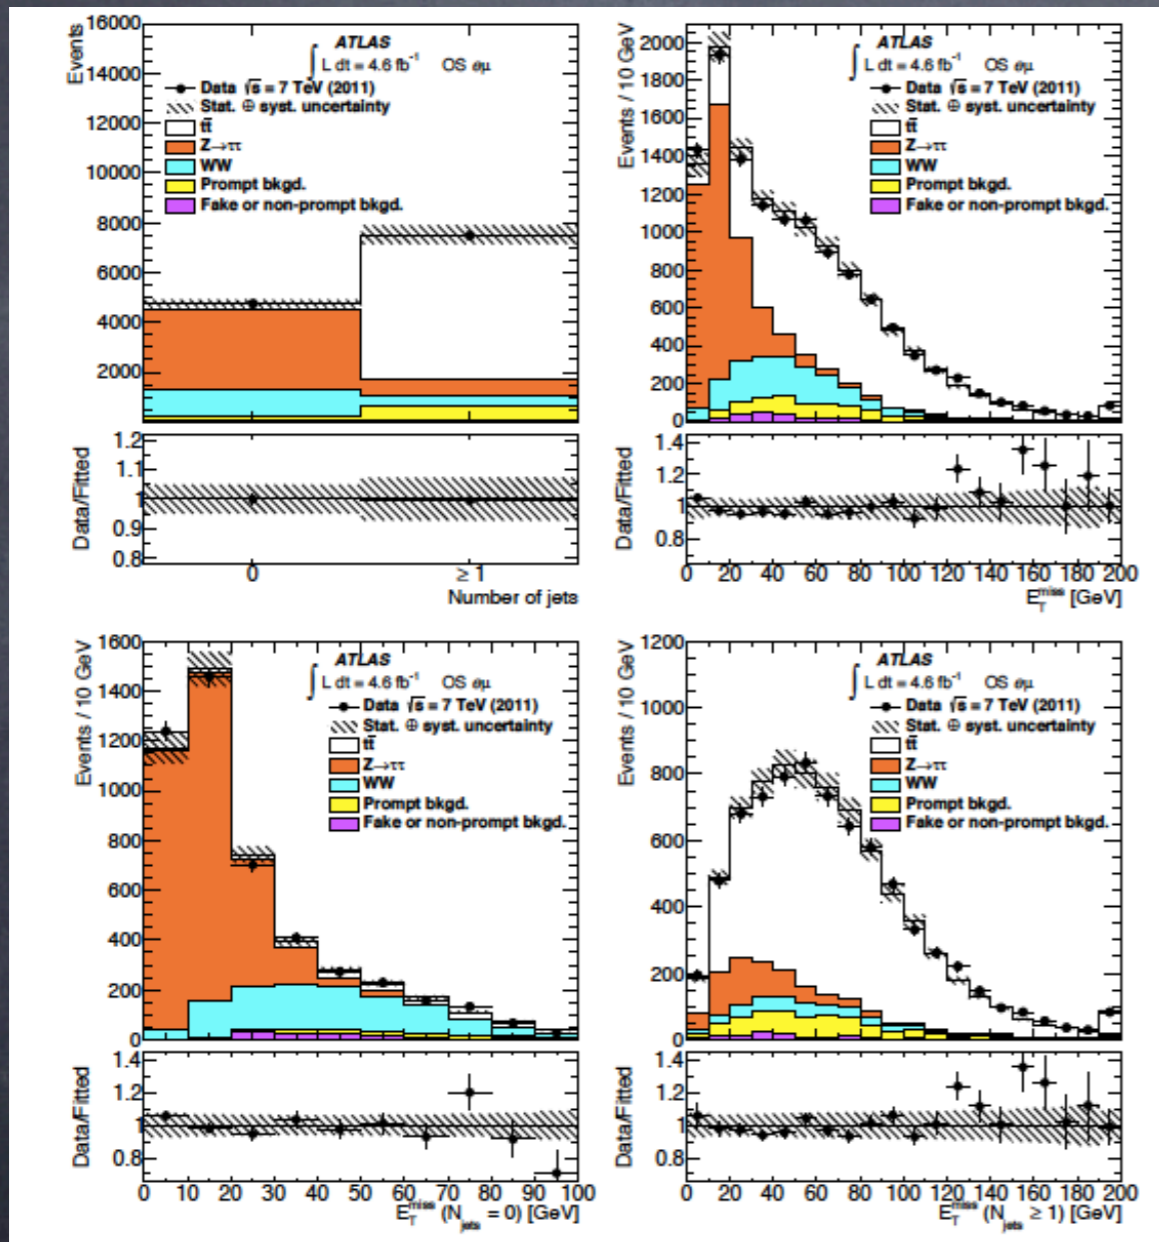 Events
16000
14000
12000
10000
8000
6000
4000
2000
ATLAS
∫ L dt = 4.6 fb⁻¹ OS eμ
Data √s = 7 TeV (2011)
Stat. ⊕ syst. uncertainty
tt̄
Z→ττ
WW
Prompt bkgd.
Fake or non-prompt bkgd.
Data/Fitted
1.2
1.1
1
0.9
0.8
0 ≥ 1
Number of jets
Events / 10 GeV
2000
1800
1600
1400
1200
1000
800
600
400
200
0
ATLAS
∫ L dt = 4.6 fb⁻¹ OS eμ
Data √s = 7 TeV (2011)
Stat. ⊕ syst. uncertainty
tt̄
Z→ττ
WW
Prompt bkgd.
Fake or non-prompt bkgd.
Data/Fitted
1.4
1.2
1
0.8
0 20 40 60 80 100 120 140 160 180 200
E_T^miss [GeV]
Events / 10 GeV
1600
1400
1200
1000
800
600
400
200
0
ATLAS
∫ L dt = 4.6 fb⁻¹ OS eμ
Data √s = 7 TeV (2011)
Stat. ⊕ syst. uncertainty
tt̄
Z→ττ
WW
Prompt bkgd.
Fake or non-prompt bkgd.
Data/Fitted
1.4
1.2
1
0.8
0 10 20 30 40 50 60 70 80 90 100
E_T^miss (N_jets = 0) [GeV]
Events / 10 GeV
1200
1000
800
600
400
200
0
ATLAS
∫ L dt = 4.6 fb⁻¹ OS eμ
Data √s = 7 TeV (2011)
Stat. ⊕ syst. uncertainty
tt̄
Z→ττ
WW
Prompt bkgd.
Fake or non-prompt bkgd.
Data/Fitted
1.4
1.2
1
0.8
0 20 40 60 80 100 120 140 160 180 200
E_T^miss (N_jets ≥ 1) [GeV]